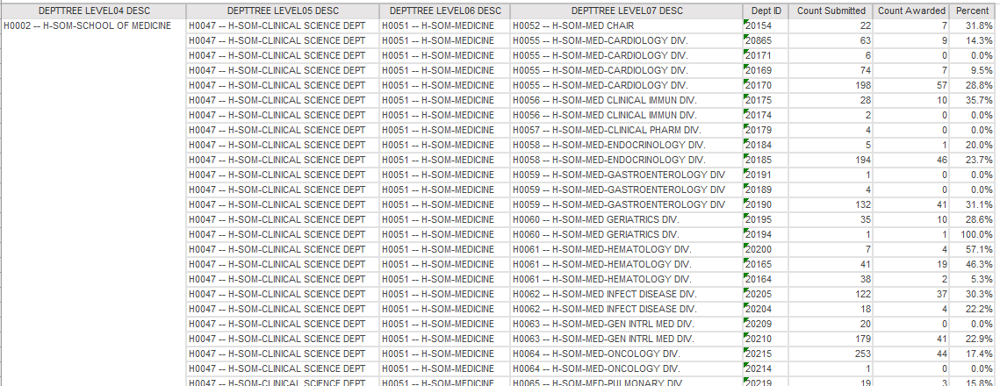 DEPTTREE LEVEL04 DESC DEPTTREE LEVEL05 DESC DEPTTREE LEVEL06 DESC DEPTTREE LEVEL07 DESC Dept ID Count Submitted Count Awarded Percent
H0002 -- H-SOM-SCHOOL OF MEDICINE H0047 -- H-SOM-CLINICAL SCIENCE DEPT H0051 -- H-SOM-MEDICINE H0052 -- H-SOM-MED CHAIR 20154 22 7 31.8%
H0047 -- H-SOM-CLINICAL SCIENCE DEPT H0051 -- H-SOM-MEDICINE H0055 -- H-SOM-MED-CARDIOLOGY DIV. 20865 63 9 14.3%
H0047 -- H-SOM-CLINICAL SCIENCE DEPT H0051 -- H-SOM-MEDICINE H0055 -- H-SOM-MED-CARDIOLOGY DIV. 20171 6 0 0.0%
H0047 -- H-SOM-CLINICAL SCIENCE DEPT H0051 -- H-SOM-MEDICINE H0055 -- H-SOM-MED-CARDIOLOGY DIV. 20169 74 7 9.5%
H0047 -- H-SOM-CLINICAL SCIENCE DEPT H0051 -- H-SOM-MEDICINE H0055 -- H-SOM-MED-CARDIOLOGY DIV. 20170 198 57 28.8%
H0047 -- H-SOM-CLINICAL SCIENCE DEPT H0051 -- H-SOM-MEDICINE H0056 -- H-SOM-MED CLINICAL IMMUN DIV. 20175 28 10 35.7%
H0047 -- H-SOM-CLINICAL SCIENCE DEPT H0051 -- H-SOM-MEDICINE H0056 -- H-SOM-MED CLINICAL IMMUN DIV. 20174 2 0 0.0%
H0047 -- H-SOM-CLINICAL SCIENCE DEPT H0051 -- H-SOM-MEDICINE H0057 -- H-SOM-MED-CLINICAL PHARM DIV. 20179 4 0 0.0%
H0047 -- H-SOM-CLINICAL SCIENCE DEPT H0051 -- H-SOM-MEDICINE H0058 -- H-SOM-MED-ENDOCRINOLOGY DIV. 20184 5 1 20.0%
H0047 -- H-SOM-CLINICAL SCIENCE DEPT H0051 -- H-SOM-MEDICINE H0058 -- H-SOM-MED-ENDOCRINOLOGY DIV. 20185 194 46 23.7%
H0047 -- H-SOM-CLINICAL SCIENCE DEPT H0051 -- H-SOM-MEDICINE H0059 -- H-SOM-MED-GASTROENTEROLOGY DIV 20191 1 0 0.0%
H0047 -- H-SOM-CLINICAL SCIENCE DEPT H0051 -- H-SOM-MEDICINE H0059 -- H-SOM-MED-GASTROENTEROLOGY DIV 20189 4 0 0.0%
H0047 -- H-SOM-CLINICAL SCIENCE DEPT H0051 -- H-SOM-MEDICINE H0059 -- H-SOM-MED-GASTROENTEROLOGY DIV 20190 132 41 31.1%
H0047 -- H-SOM-CLINICAL SCIENCE DEPT H0051 -- H-SOM-MEDICINE H0060 -- H-SOM-MED GERIATRICS DIV. 20195 35 10 28.6%
H0047 -- H-SOM-CLINICAL SCIENCE DEPT H0051 -- H-SOM-MEDICINE H0060 -- H-SOM-MED GERIATRICS DIV. 20194 1 1 100.0%
H0047 -- H-SOM-CLINICAL SCIENCE DEPT H0051 -- H-SOM-MEDICINE H0061 -- H-SOM-MED-HEMATOLOGY DIV. 20200 7 4 57.1%
H0047 -- H-SOM-CLINICAL SCIENCE DEPT H0051 -- H-SOM-MEDICINE H0061 -- H-SOM-MED-HEMATOLOGY DIV. 20165 41 19 46.3%
H0047 -- H-SOM-CLINICAL SCIENCE DEPT H0051 -- H-SOM-MEDICINE H0061 -- H-SOM-MED-HEMATOLOGY DIV. 20164 38 2 5.3%
H0047 -- H-SOM-CLINICAL SCIENCE DEPT H0051 -- H-SOM-MEDICINE H0062 -- H-SOM-MED INFECT DISEASE DIV. 20205 122 37 30.3%
H0047 -- H-SOM-CLINICAL SCIENCE DEPT H0051 -- H-SOM-MEDICINE H0062 -- H-SOM-MED INFECT DISEASE DIV. 20204 18 4 22.2%
H0047 -- H-SOM-CLINICAL SCIENCE DEPT H0051 -- H-SOM-MEDICINE H0063 -- H-SOM-MED-GEN INTRL MED DIV. 20209 20 0 0.0%
H0047 -- H-SOM-CLINICAL SCIENCE DEPT H0051 -- H-SOM-MEDICINE H0063 -- H-SOM-MED-GEN INTRL MED DIV. 20210 179 41 22.9%
H0047 -- H-SOM-CLINICAL SCIENCE DEPT H0051 -- H-SOM-MEDICINE H0064 -- H-SOM-MED-ONCOLOGY DIV. 20215 253 44 17.4%
H0047 -- H-SOM-CLINICAL SCIENCE DEPT H0051 -- H-SOM-MEDICINE H0064 -- H-SOM-MED-ONCOLOGY DIV. 20214 1 0 0.0%
H0047 -- H-SOM-CLINICAL SCIENCE DEPT H0051 -- H-SOM-MEDICINE H0065 -- H-SOM-MED-PULMONARY DIV. 20219 19 3 15.8%